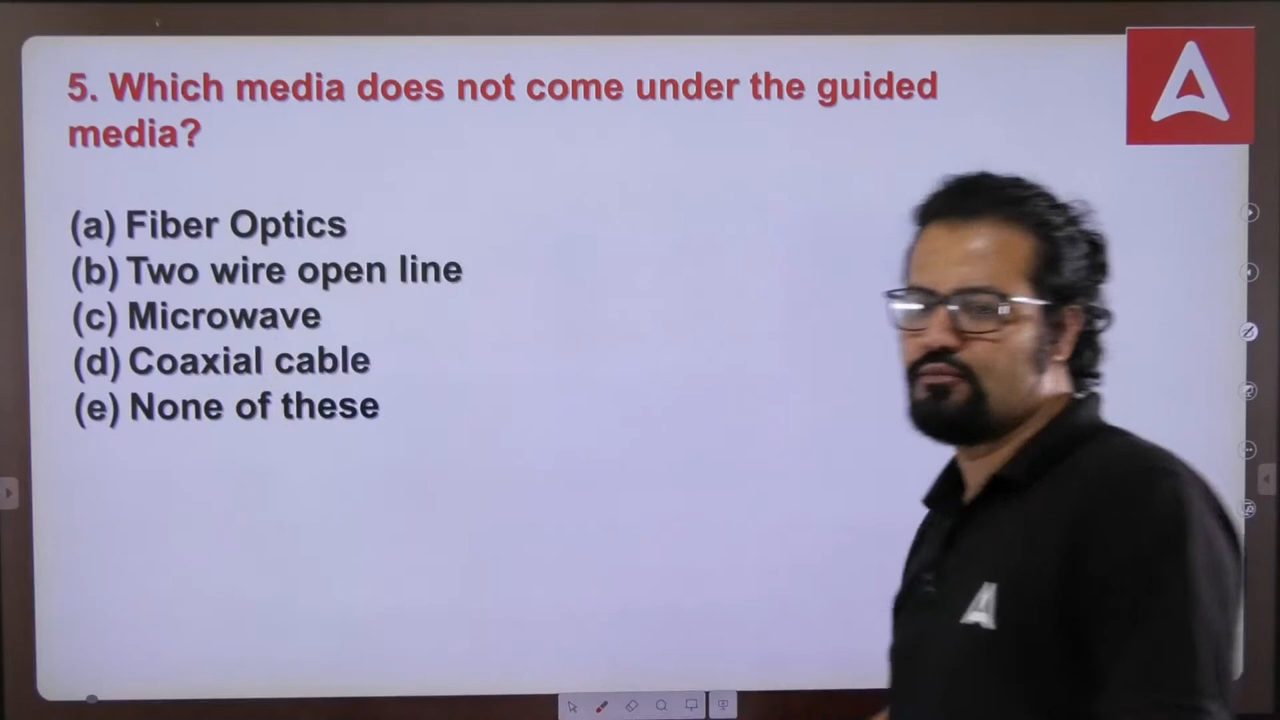 5. Which media does not come under the guided
media?
(a) Fiber Optics
(b) Two wire open line
(c) Microwave
(d) Coaxial cable
(e) None of these